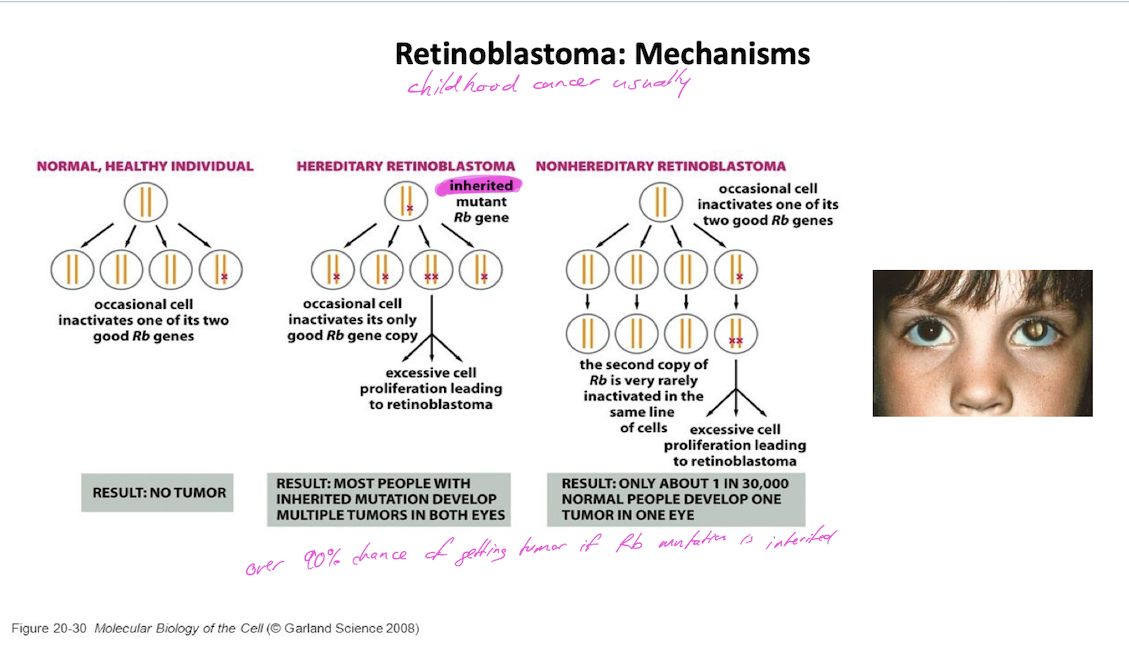 Retinoblastoma: Mechanisms
childhood cancer usually
NORMAL, HEALTHY INDIVIDUAL
occasional cell
inactivates one of its two
good Rb genes
RESULT: NO TUMOR
HEREDITARY RETINOBLASTOMA
inherited
mutant
Rb gene
occasional cell
inactivates its only
good Rb gene copy
excessive cell
proliferation leading
to retinoblastoma
RESULT: MOST PEOPLE WITH
INHERITED MUTATION DEVELOP
MULTIPLE TUMORS IN BOTH EYES
NONHEREDITARY RETINOBLASTOMA
occasional cell
inactivates one of its
two good Rb genes
the second copy of
Rb is very rarely
inactivated in the
same line
of cells
excessive cell
proliferation leading
to retinoblastoma
RESULT: ONLY ABOUT 1 IN 30,000
NORMAL PEOPLE DEVELOP ONE
TUMOR IN ONE EYE
over 90% chance of getting tumor if Rb mutation is inherited
Figure 20-30 Molecular Biology of the Cell (© Garland Science 2008)